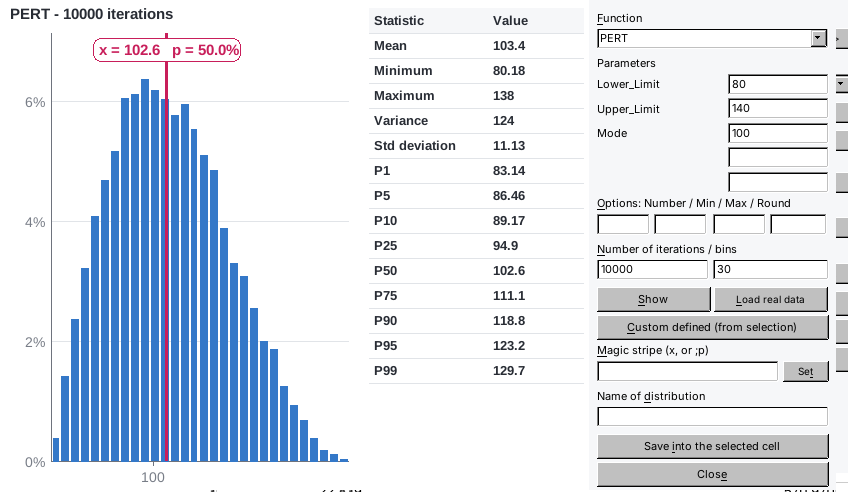 PERT - 10000 iterations
x = 102.6 p = 50.0%
6%
4%
2%
0%
100
Statistic Value
Mean 103.4
Minimum 80.18
Maximum 138
Variance 124
Std deviation 11.13
P1 83.14
P5 86.46
P10 89.17
P25 94.9
P50 102.6
P75 111.1
P90 118.8
P95 123.2
P99 129.7
Function
PERT
Parameters
Lower_Limit 80
Upper_Limit 140
Mode 100
Options: Number / Min / Max / Round
Number of iterations / bins
10000 30
Show Load real data
Custom defined (from selection)
Magic stripe (x, or ;p)
Set
Name of distribution
Save into the selected cell
Close